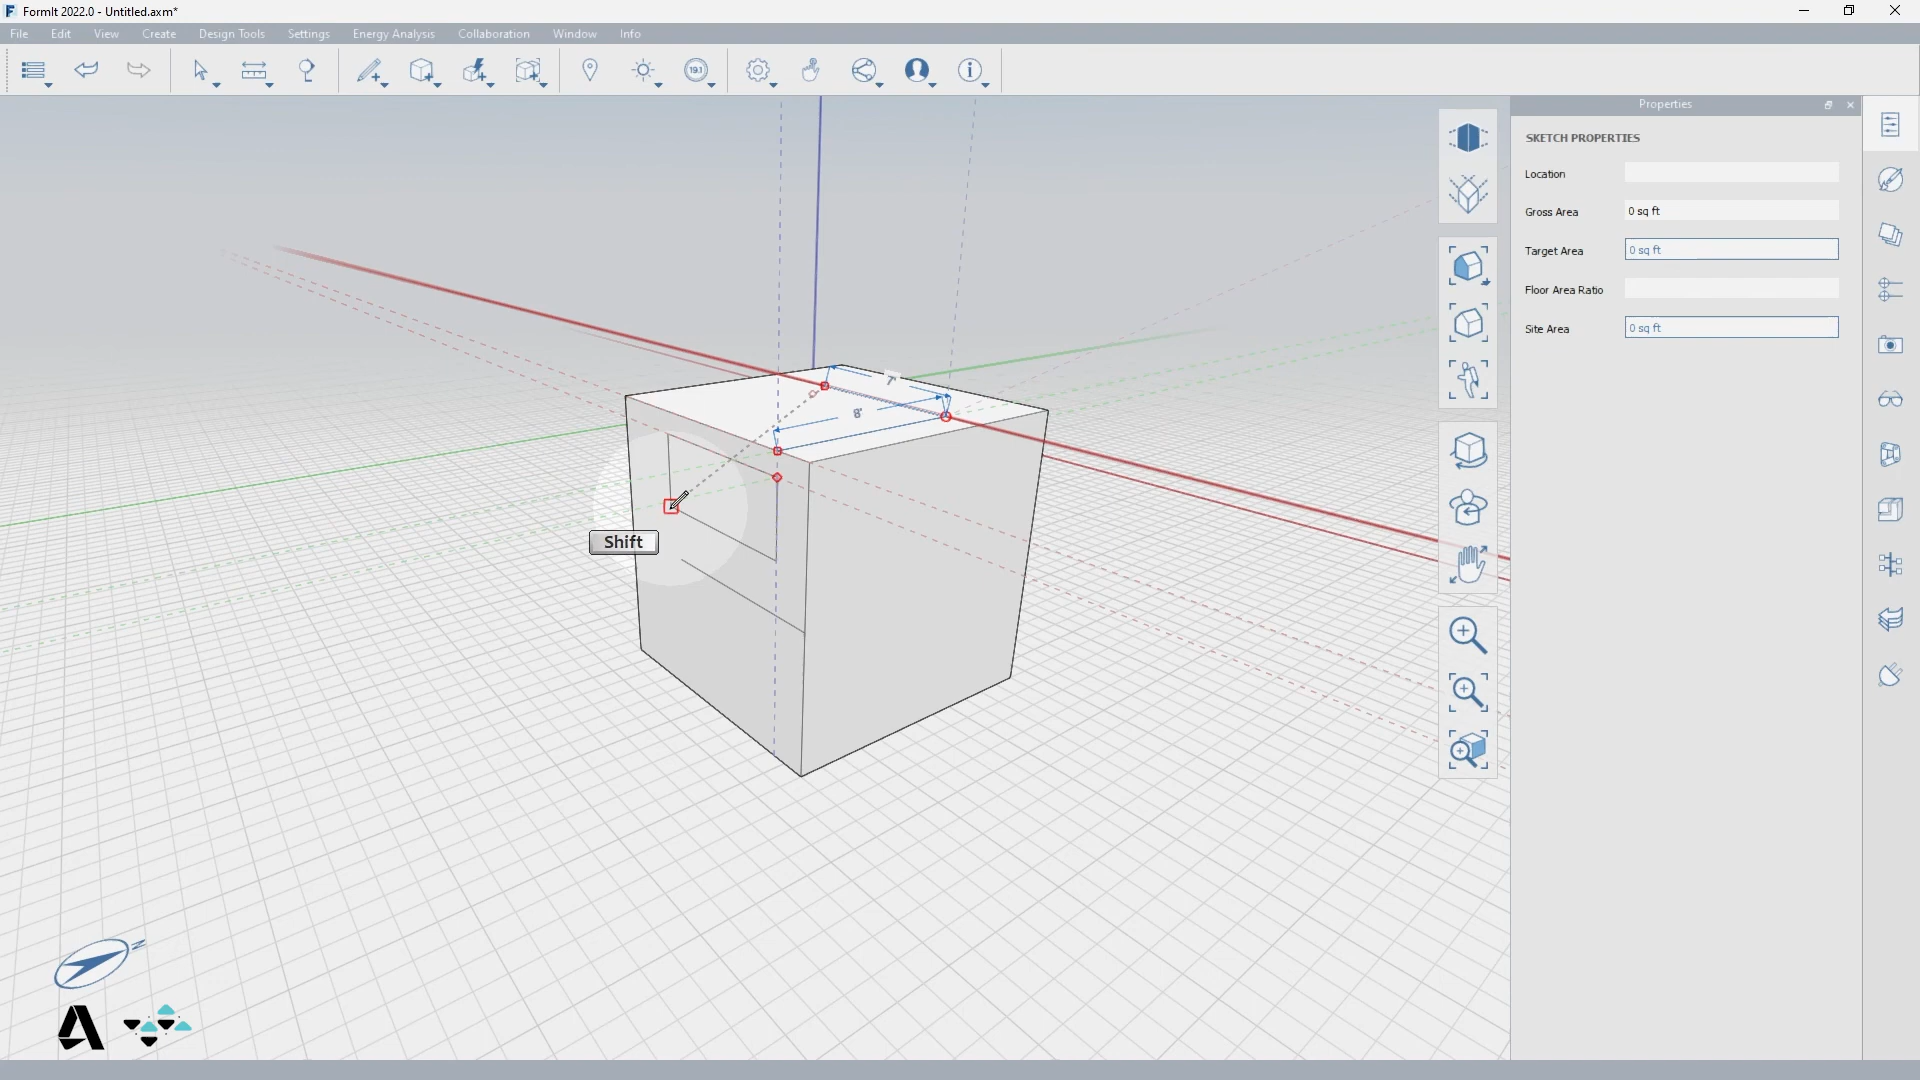 FormIt 2022.0 - Untitled.axm*
File Edit View Create Design Tools Settings Energy Analysis Collaboration Window Info
19.1
Properties
SKETCH PROPERTIES
Location
Gross Area 0 sq ft
Target Area 0 sq ft
Floor Area Ratio
Site Area 0 sq ft
7'
8'
Shift
N